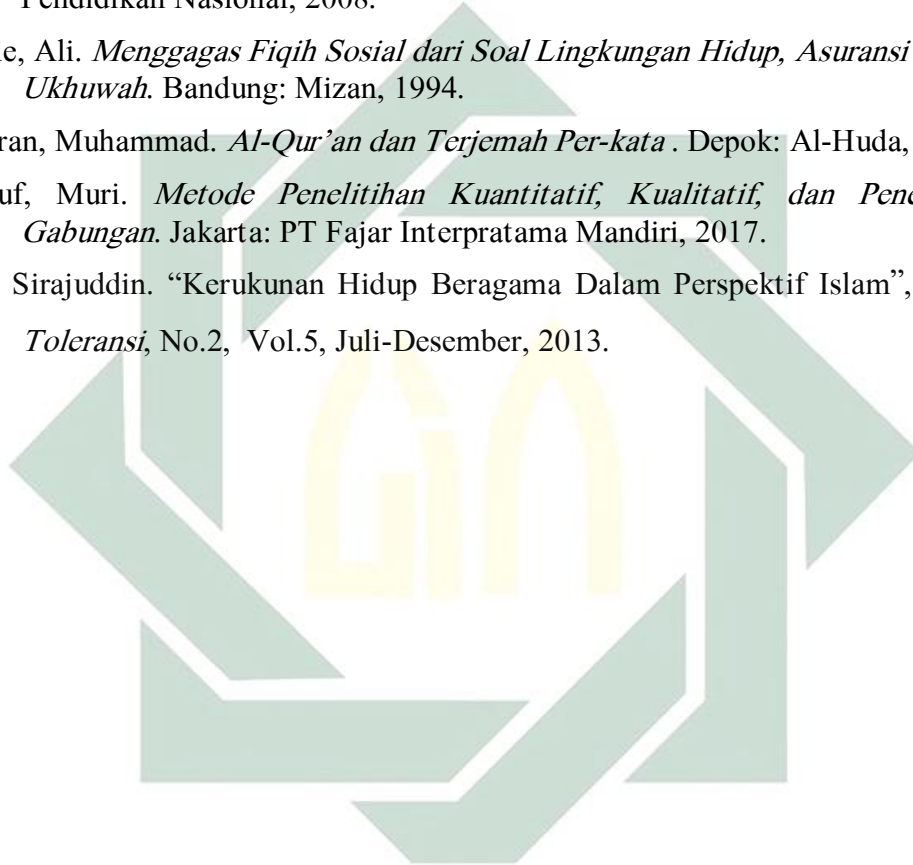 Pendidikan Nasional, 2008.
e, Ali. Menggagas Fiqih Sosial dari Soal Lingkungan Hidup, Asuransi
Ukhuwah. Bandung: Mizan, 1994.
ran, Muhammad. Al-Qur’an dan Terjemah Per-kata . Depok: Al-Huda,
uf, Muri. Metode Penelitihan Kuantitatif, Kualitatif, dan Pene
Gabungan. Jakarta: PT Fajar Interpratama Mandiri, 2017.
Sirajuddin. “Kerukunan Hidup Beragama Dalam Perspektif Islam”,
Toleransi, No.2, Vol.5, Juli-Desember, 2013.